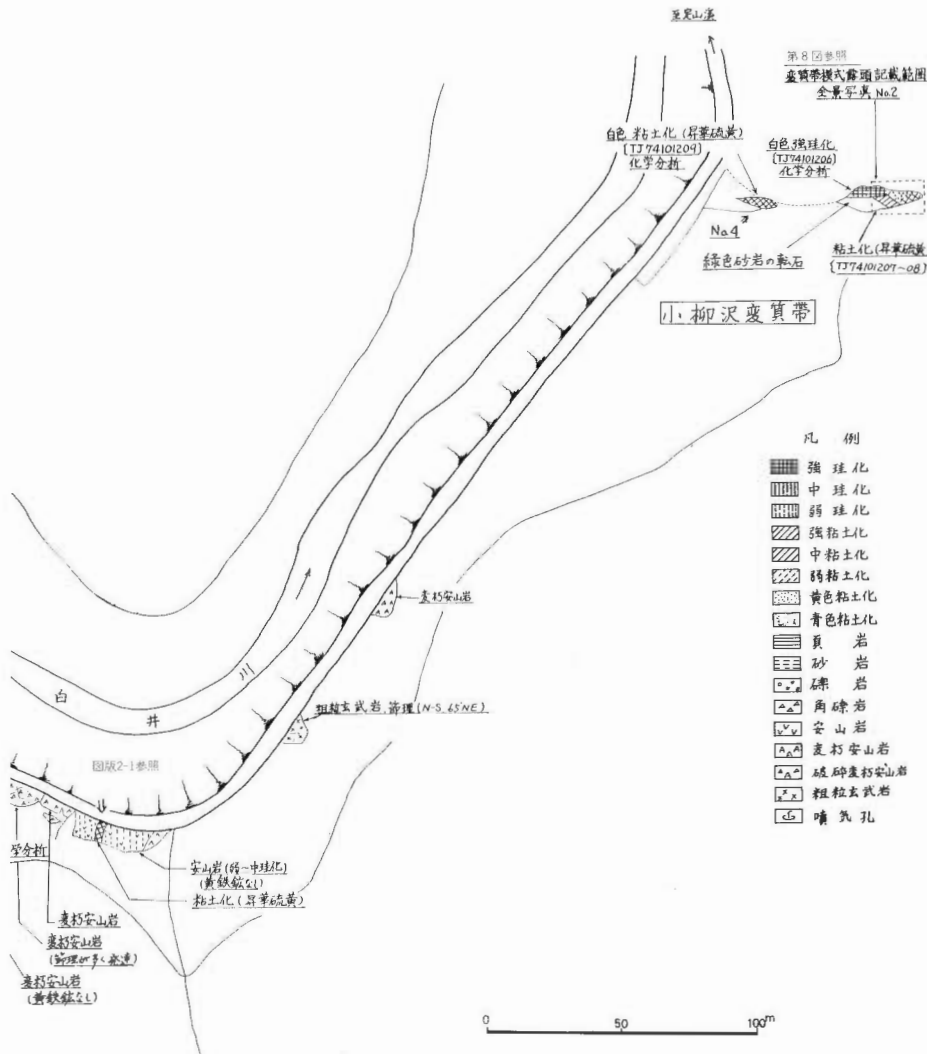 至定山渓
第8図参照
変質帯模式露頭記載範囲
全景写真 No.2
白色粘土化(昇華硫黄)
[TJ74101209]
化学分析
白色強珪化
[TJ74101206]
化学分析
No.4
緑色砂岩の転石
粘土化(昇華硫黄
[TJ74101207~08]
小柳沢変質帯
凡例
強珪化
中珪化
弱珪化
強粘土化
中粘土化
弱粘土化
黄色粘土化
青色粘土化
頁岩
砂岩
礫岩
角礫岩
安山岩
変朽安山岩
破砕変朽安山岩
粗粒玄武岩
噴気孔
変朽安山岩
粗粒玄武岩、節理(N-S 65°NE)
白井川
図版2-1参照
学分析
安山岩(弱~中珪化)
(黄鉄鉱なし)
粘土化(昇華硫黄)
変朽安山岩
変朽安山岩
(節理が多く発達)
変朽安山岩
(黄鉄鉱なし)
0 50 100m